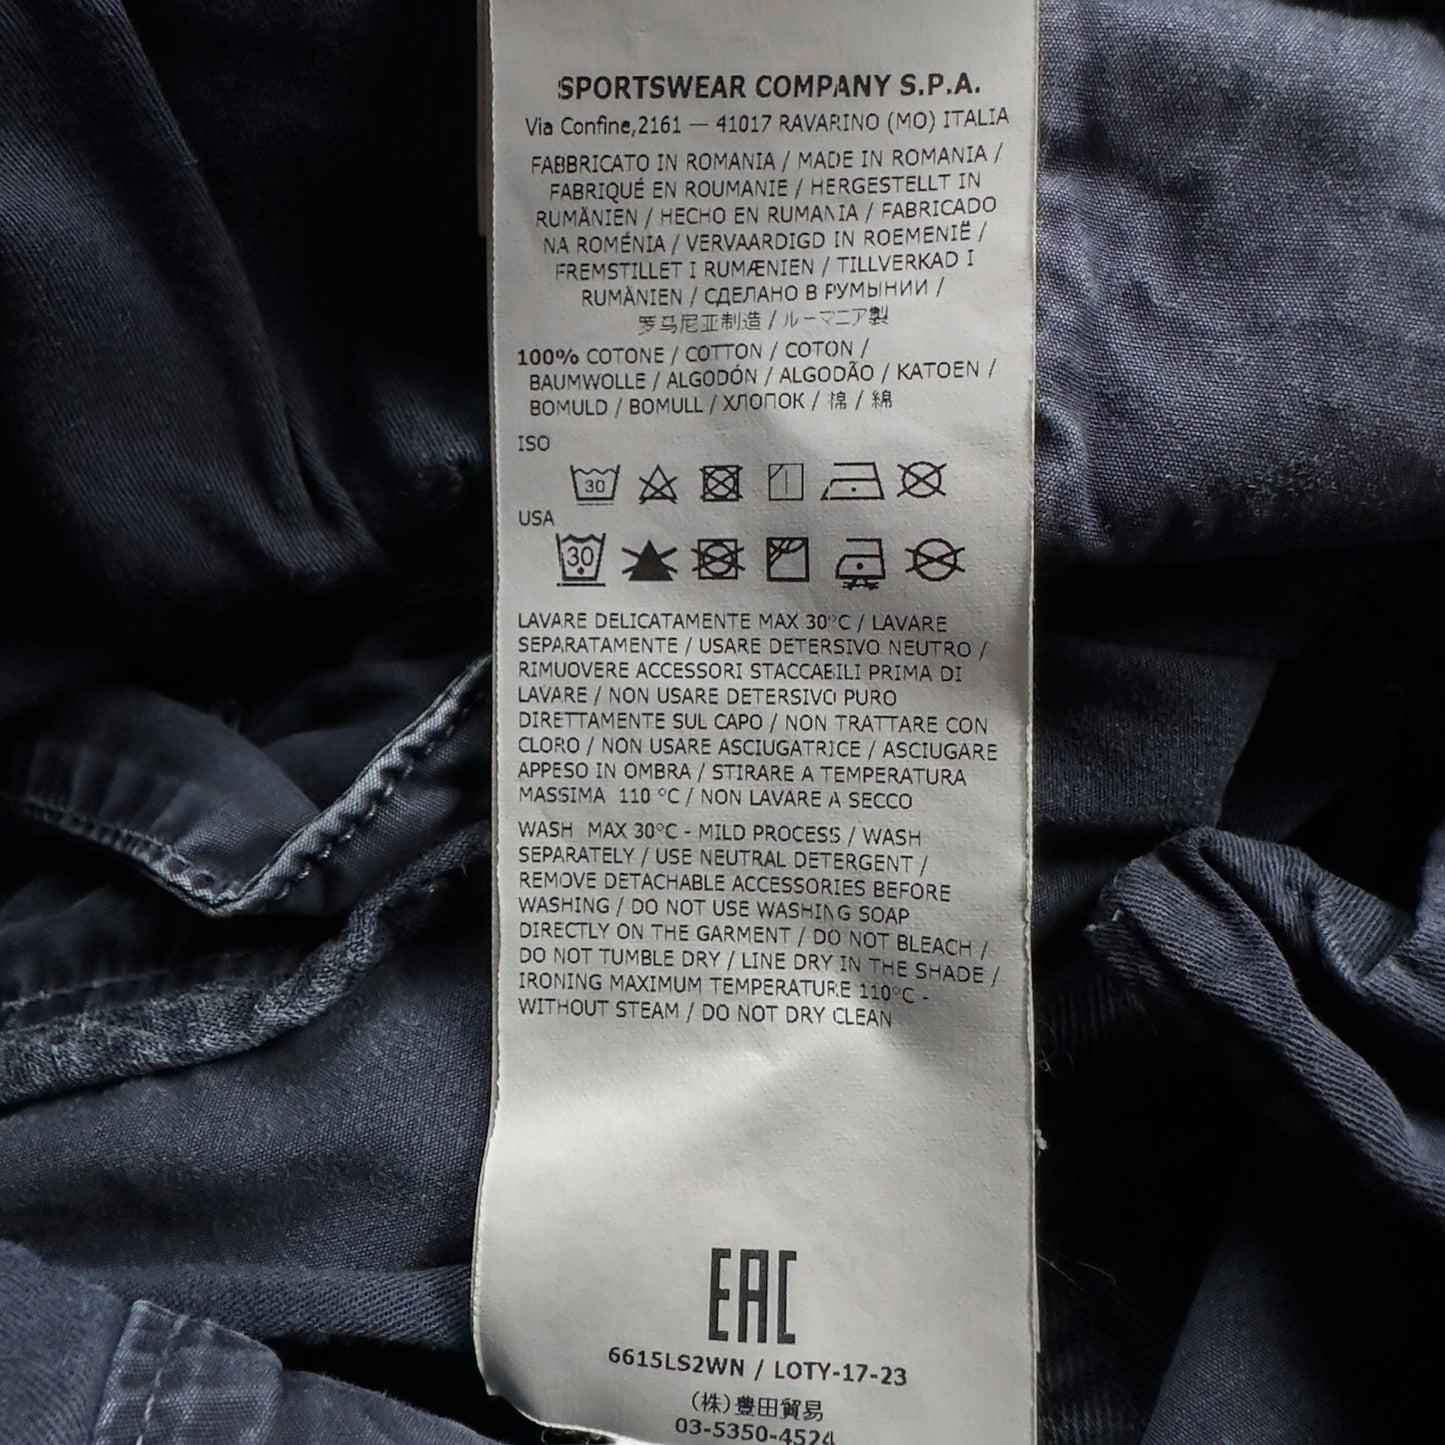 SPORTSWEAR COMPANY S.P.A.
Via Confine,2161 — 41017 RAVARINO (MO) ITALIA
FABBRICATO IN ROMANIA / MADE IN ROMANIA /
FABRIQUÉ EN ROUMANIE / HERGESTELLT IN
RUMÄNIEN / HECHO EN RUMANIA / FABRICADO
NA ROMÉNIA / VERVAARDIGD IN ROEMENIË /
FREMSTILLET I RUMÆNIEN / TILLVERKAD I
RUMÄNIEN / СДЕЛАНО В РУМЫНИИ /
罗马尼亚制造 / ルーマニア製
100% COTONE / COTTON / COTON /
BAUMWOLLE / ALGODÓN / ALGODÃO / KATOEN /
BOMULD / BOMULL / ХЛОПОК / 棉 / 綿
ISO
30
USA
30
LAVARE DELICATAMENTE MAX 30°C / LAVARE
SEPARATAMENTE / USARE DETERSIVO NEUTRO /
RIMUOVERE ACCESSORI STACCABILI PRIMA DI
LAVARE / NON USARE DETERSIVO PURO
DIRETTAMENTE SUL CAPO / NON TRATTARE CON
CLORO / NON USARE ASCIUGATRICE / ASCIUGARE
APPESO IN OMBRA / STIRARE A TEMPERATURA
MASSIMA 110 °C / NON LAVARE A SECCO
WASH MAX 30°C - MILD PROCESS / WASH
SEPARATELY / USE NEUTRAL DETERGENT /
REMOVE DETACHABLE ACCESSORIES BEFORE
WASHING / DO NOT USE WASHING SOAP
DIRECTLY ON THE GARMENT / DO NOT BLEACH /
DO NOT TUMBLE DRY / LINE DRY IN THE SHADE /
IRONING MAXIMUM TEMPERATURE 110°C -
WITHOUT STEAM / DO NOT DRY CLEAN
EAC
6615LS2WN / LOTY-17-23
(株)豊田貿易
03-5350-4524